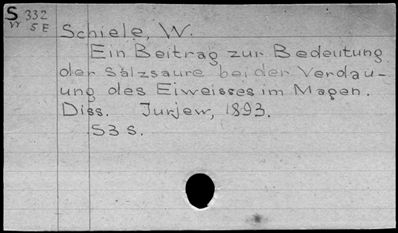 S 332
W 5E
Schiele, W.
Ein Beitrag zur Bedeutung
der Salzsaure bei der Verdau-
ung des Eiweisses im Magen.
Diss. Jurjew, 1893.
53 s.